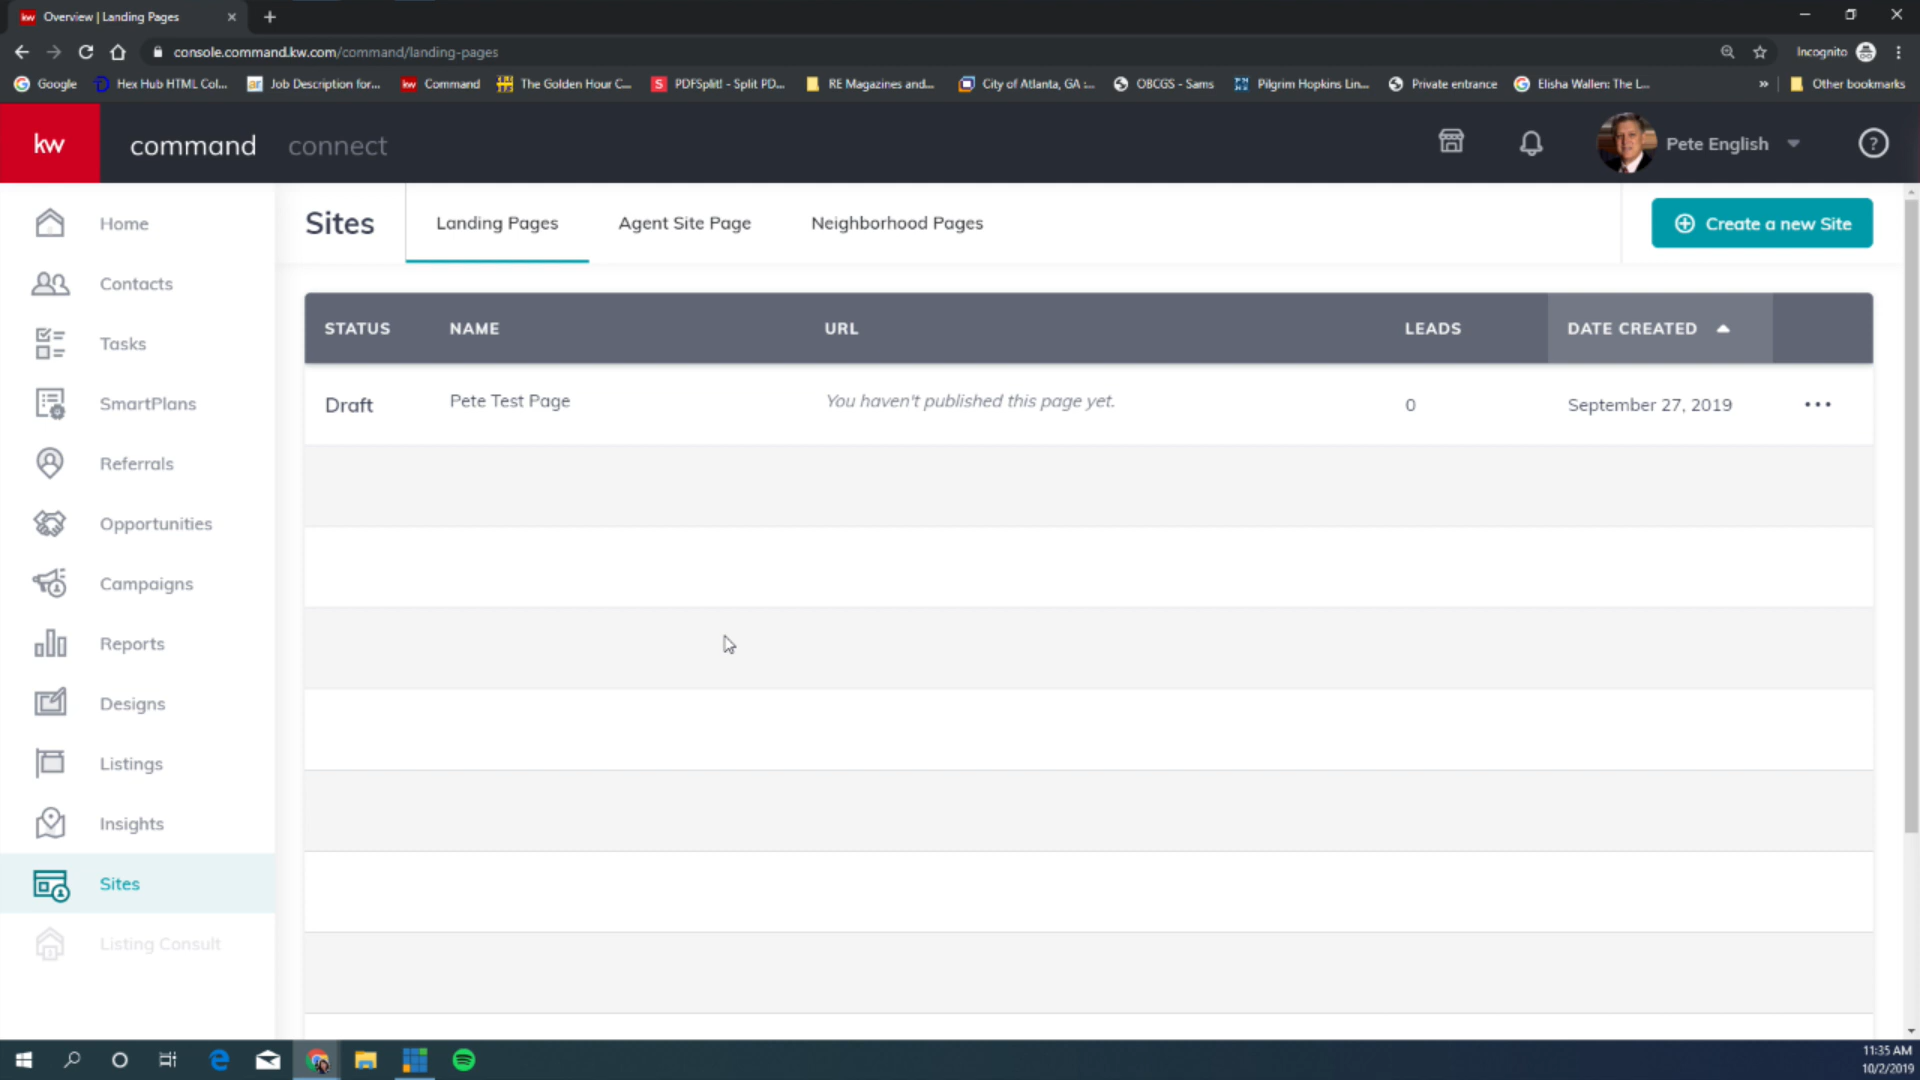 kw Overview | Landing Pages
console.command.kw.com/command/landing-pages
Incognito
Google
Hex Hub HTML Col...
Job Description for...
kw Command
The Golden Hour C...
S PDFSplit! - Split PD...
RE Magazines and...
City of Atlanta, GA :...
OBCGS - Sams
Pilgrim Hopkins Lin...
Private entrance
Elisha Wallen: The L...
»
Other bookmarks
kw
command
connect
Pete English
?
Home
Contacts
Tasks
SmartPlans
Referrals
Opportunities
Campaigns
Reports
Designs
Listings
Insights
Sites
Listing Consult
Sites
Landing Pages
Agent Site Page
Neighborhood Pages
Create a new Site
STATUS NAME URL LEADS DATE CREATED
Draft Pete Test Page You haven't published this page yet. 0 September 27, 2019 ...
11:35 AM
10/2/2019